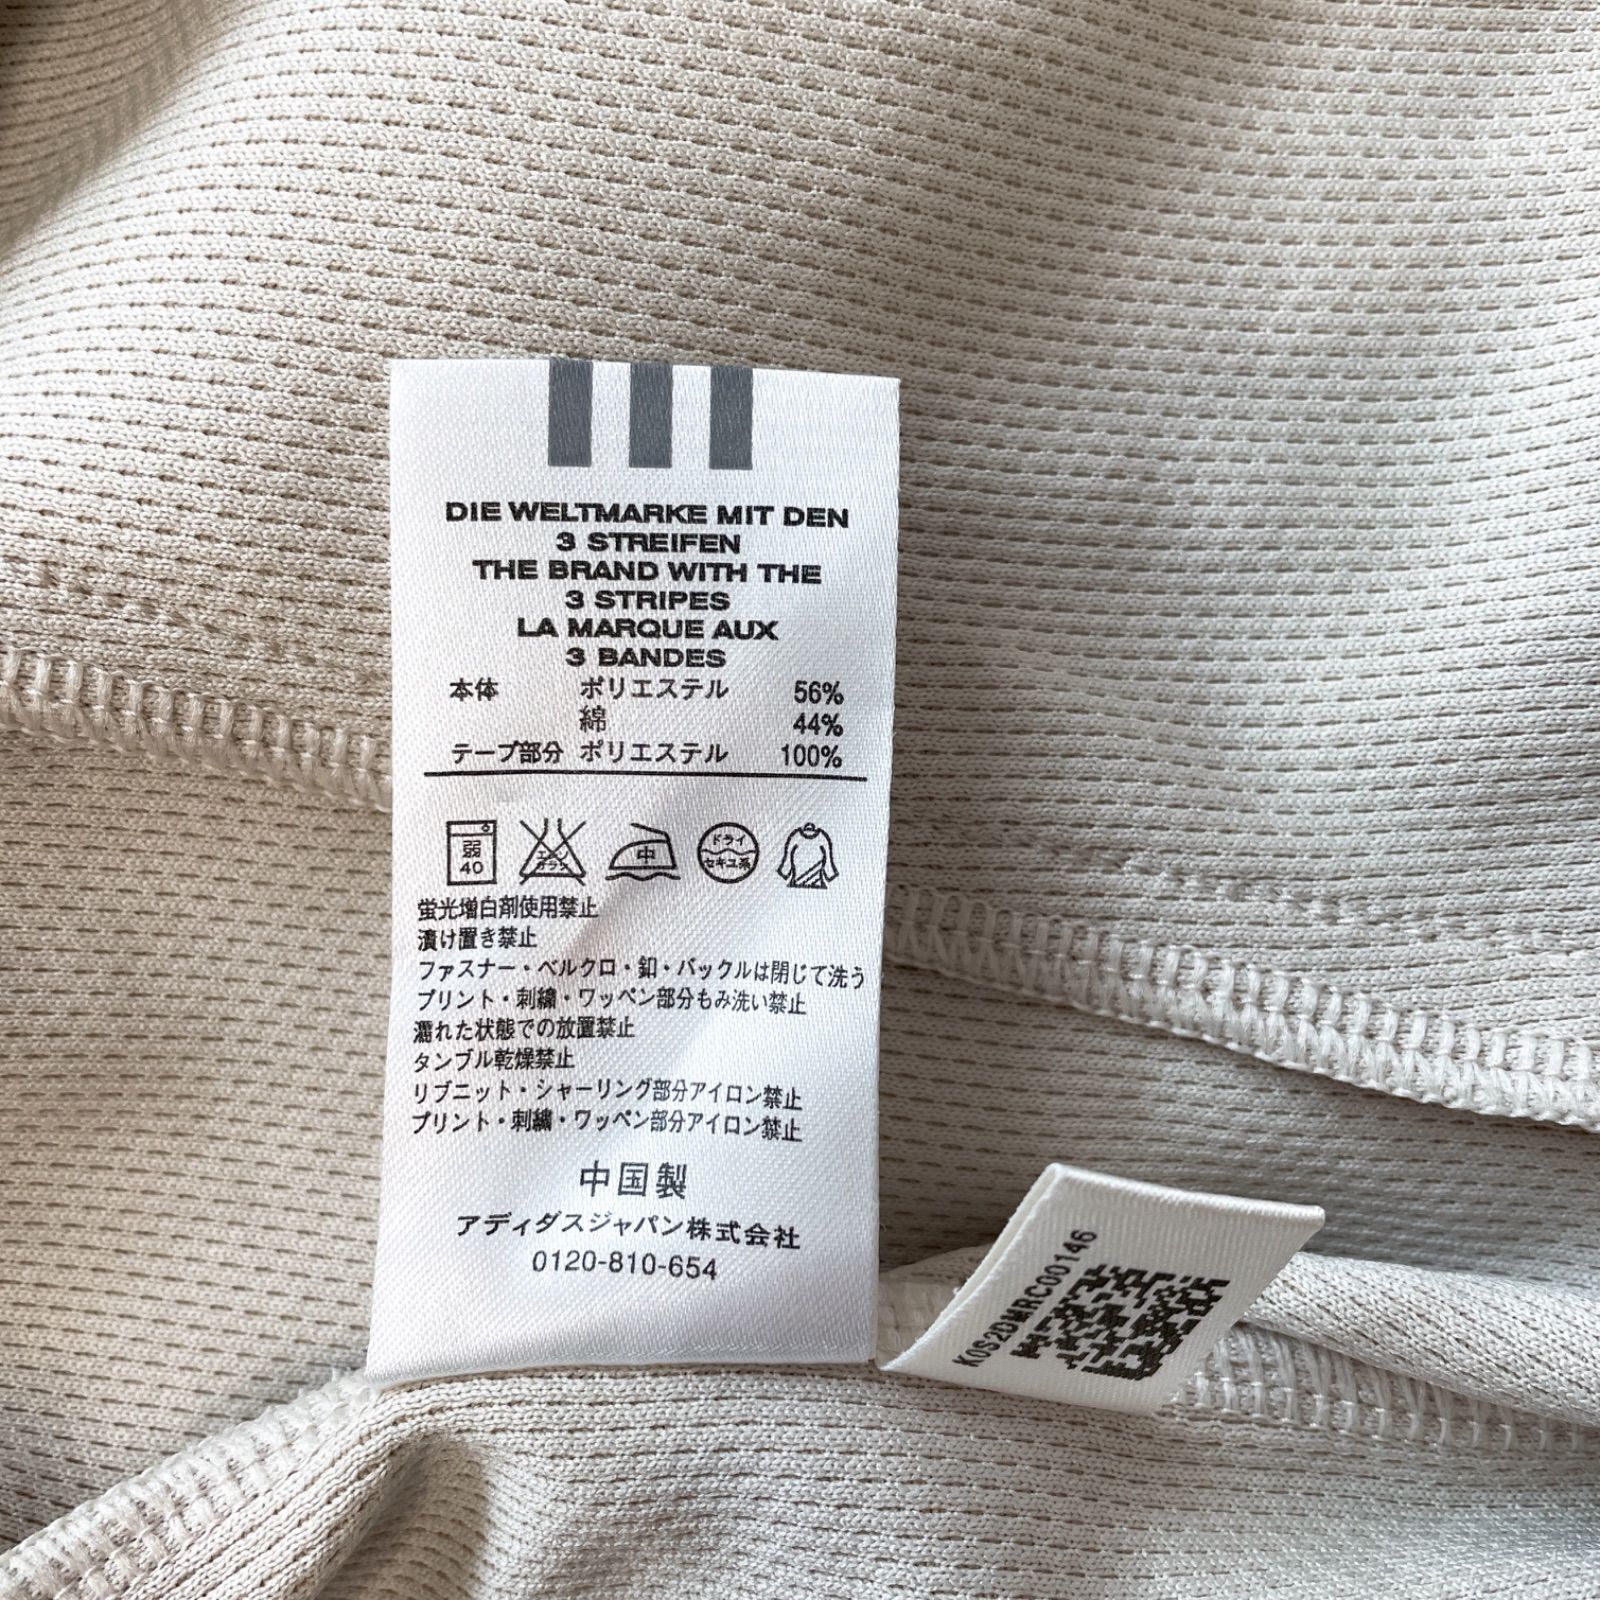 DIE WELTMARKE MIT DEN
3 STREIFEN
THE BRAND WITH THE
3 STRIPES
LA MARQUE AUX
3 BANDES
本体 ポリエステル 56%
綿 44%
テープ部分 ポリエステル 100%
弱
40
エンソ
サラシ
中
ドライ
セキユ系
蛍光増白剤使用禁止
漬け置き禁止
ファスナー・ベルクロ・釦・バックルは閉じて洗う
プリント・刺繍・ワッペン部分もみ洗い禁止
濡れた状態での放置禁止
タンブル乾燥禁止
リブニット・シャーリング部分アイロン禁止
プリント・刺繍・ワッペン部分アイロン禁止
中国製
アディダスジャパン株式会社
0120-810-654
K0S2DMRC00146